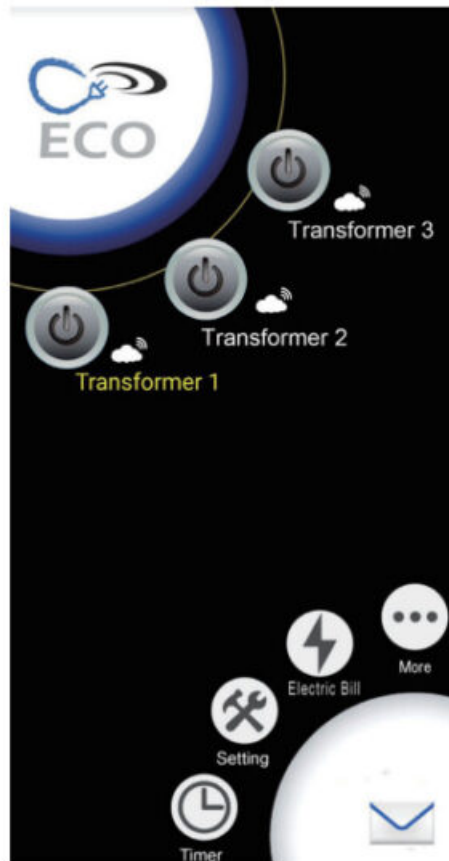 ECO
Transformer 3
Transformer 2
Transformer 1
More
Electric Bill
Setting
Timer